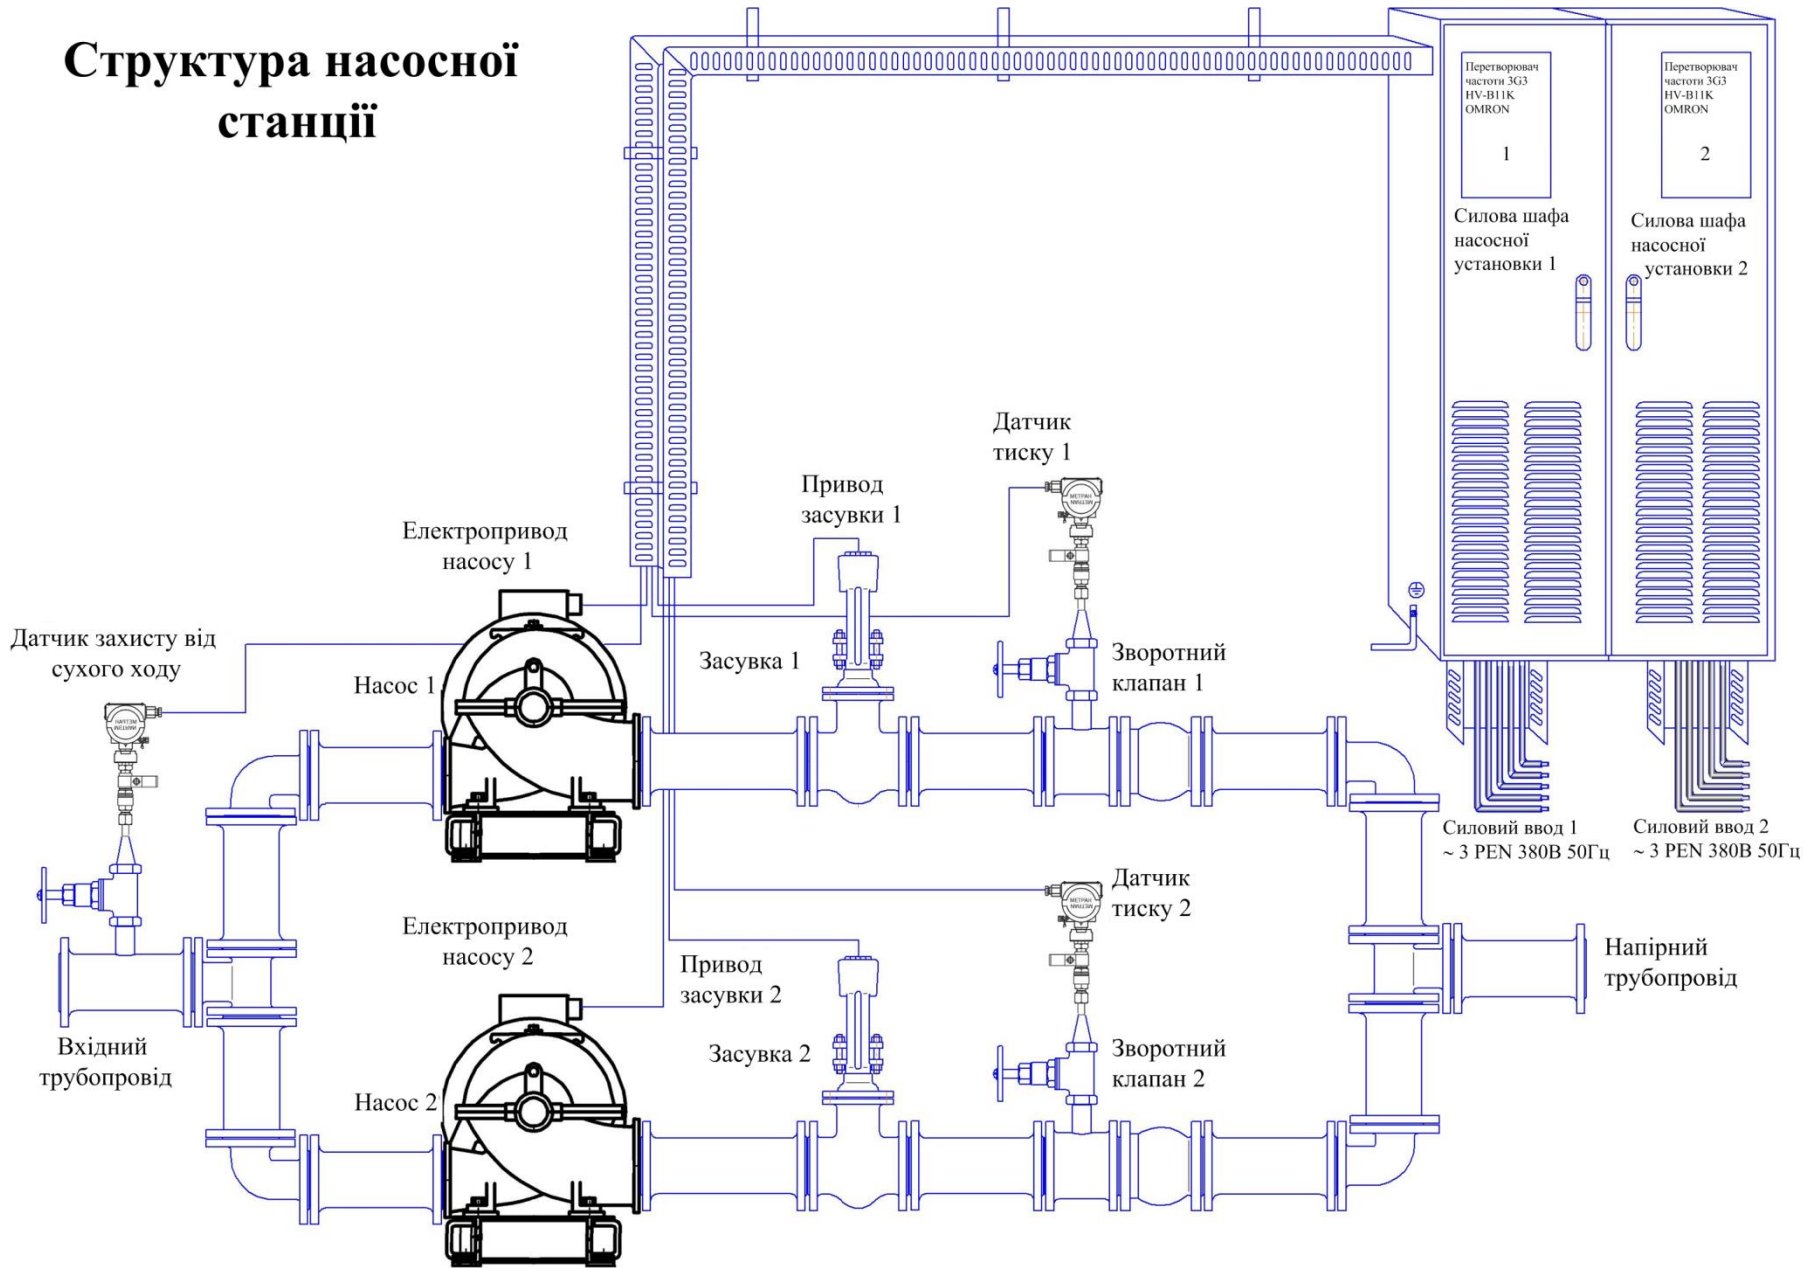 Структура насосної
станції
Перетворювач
частоти 3G3
HV-B11K
OMRON
1
Перетворювач
частоти 3G3
HV-B11K
OMRON
2
Силова шафа
насосної
установки 1
Силова шафа
насосної
установки 2
Датчик
тиску 1
МЕТРАН
Привод
засувки 1
Електропривод
насосу 1
Датчик захисту від
сухого ходу
Насос 1
Засувка 1
Зворотний
клапан 1
Силовий ввод 1
~ 3 PEN 380В 50Гц
Силовий ввод 2
~ 3 PEN 380В 50Гц
Датчик
тиску 2
МЕТРАН
Електропривод
насосу 2
Привод
засувки 2
Напірний
трубопровід
Вхідний
трубопровід
Засувка 2
Зворотний
клапан 2
Насос 2